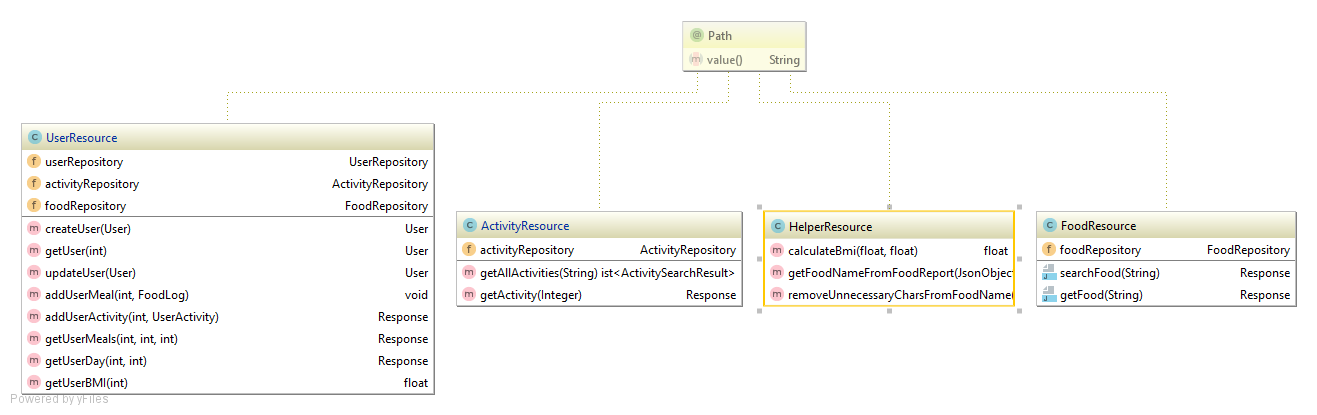 Path
value() String
UserResource
userRepository UserRepository
activityRepository ActivityRepository
foodRepository FoodRepository
createUser(User) User
getUser(int) User
updateUser(User) User
addUserMeal(int, FoodLog) void
addUserActivity(int, UserActivity) Response
getUserMeals(int, int, int) Response
getUserDay(int, int) Response
getUserBMI(int) float
ActivityResource
activityRepository ActivityRepository
getAllActivities(String) ist<ActivitySearchResult>
getActivity(Integer) Response
HelperResource
calculateBmi(float, float) float
getFoodNameFromFoodReport(JsonObject
removeUnnecessaryCharsFromFoodName(
FoodResource
foodRepository FoodRepository
searchFood(String) Response
getFood(String) Response
Powered by yFiles